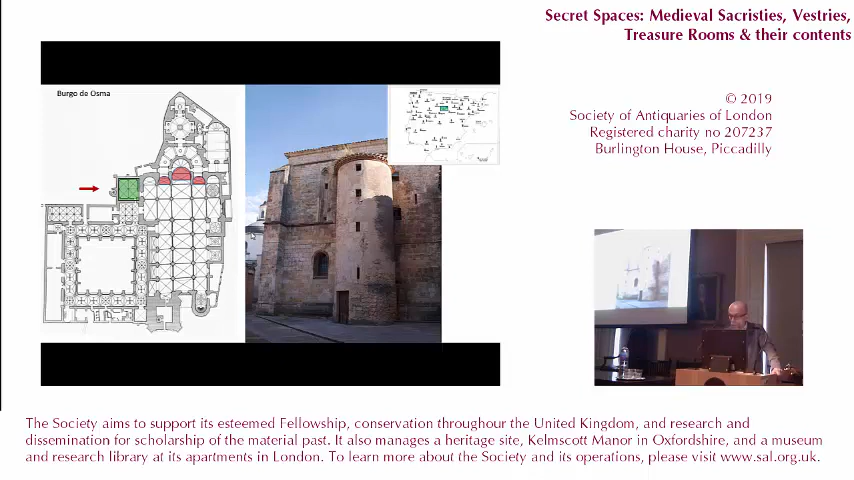 Secret Spaces: Medieval Sacristies, Vestries,
Treasure Rooms & their contents
Burgo de Osma
© 2019
Society of Antiquaries of London
Registered charity no 207237
Burlington House, Piccadilly
The Society aims to support its esteemed Fellowship, conservation throughour the United Kingdom, and research and
dissemination for scholarship of the material past. It also manages a heritage site, Kelmscott Manor in Oxfordshire, and a museum
and research library at its apartments in London. To learn more about the Society and its operations, please visit www.sal.org.uk.